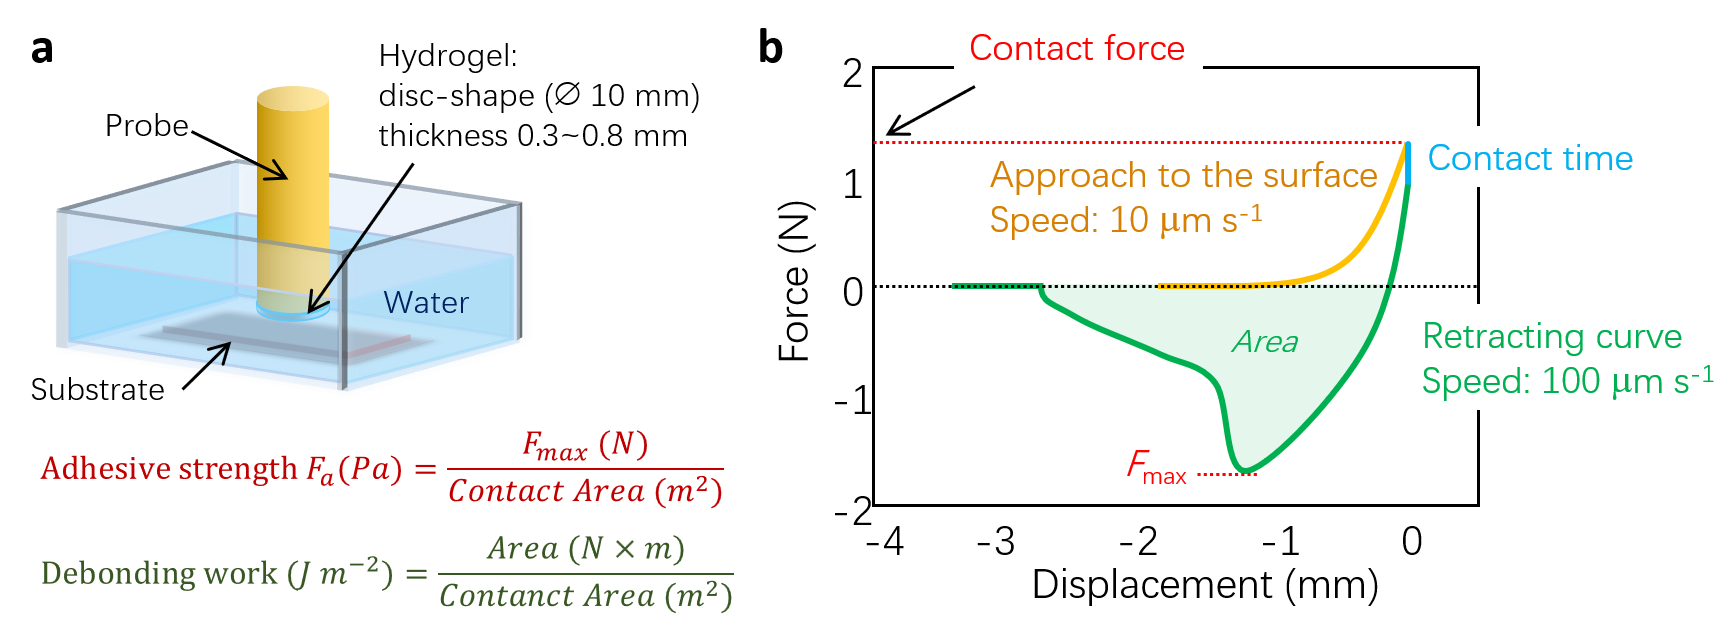 a
Hydrogel:
disc-shape (∅ 10 mm)
thickness 0.3~0.8 mm
Probe
Water
Substrate
Adhesive strength Fₐ(Pa) = F_max (N) / Contact Area (m²)
Debonding work (J m⁻²) = Area (N × m) / Contanct Area (m²)
b
Contact force
2
1
0
-1
-2
Force (N)
Approach to the surface
Speed: 10 μm s⁻¹
Contact time
Area
Retracting curve
Speed: 100 μm s⁻¹
F_max
-4 -3 -2 -1 0
Displacement (mm)